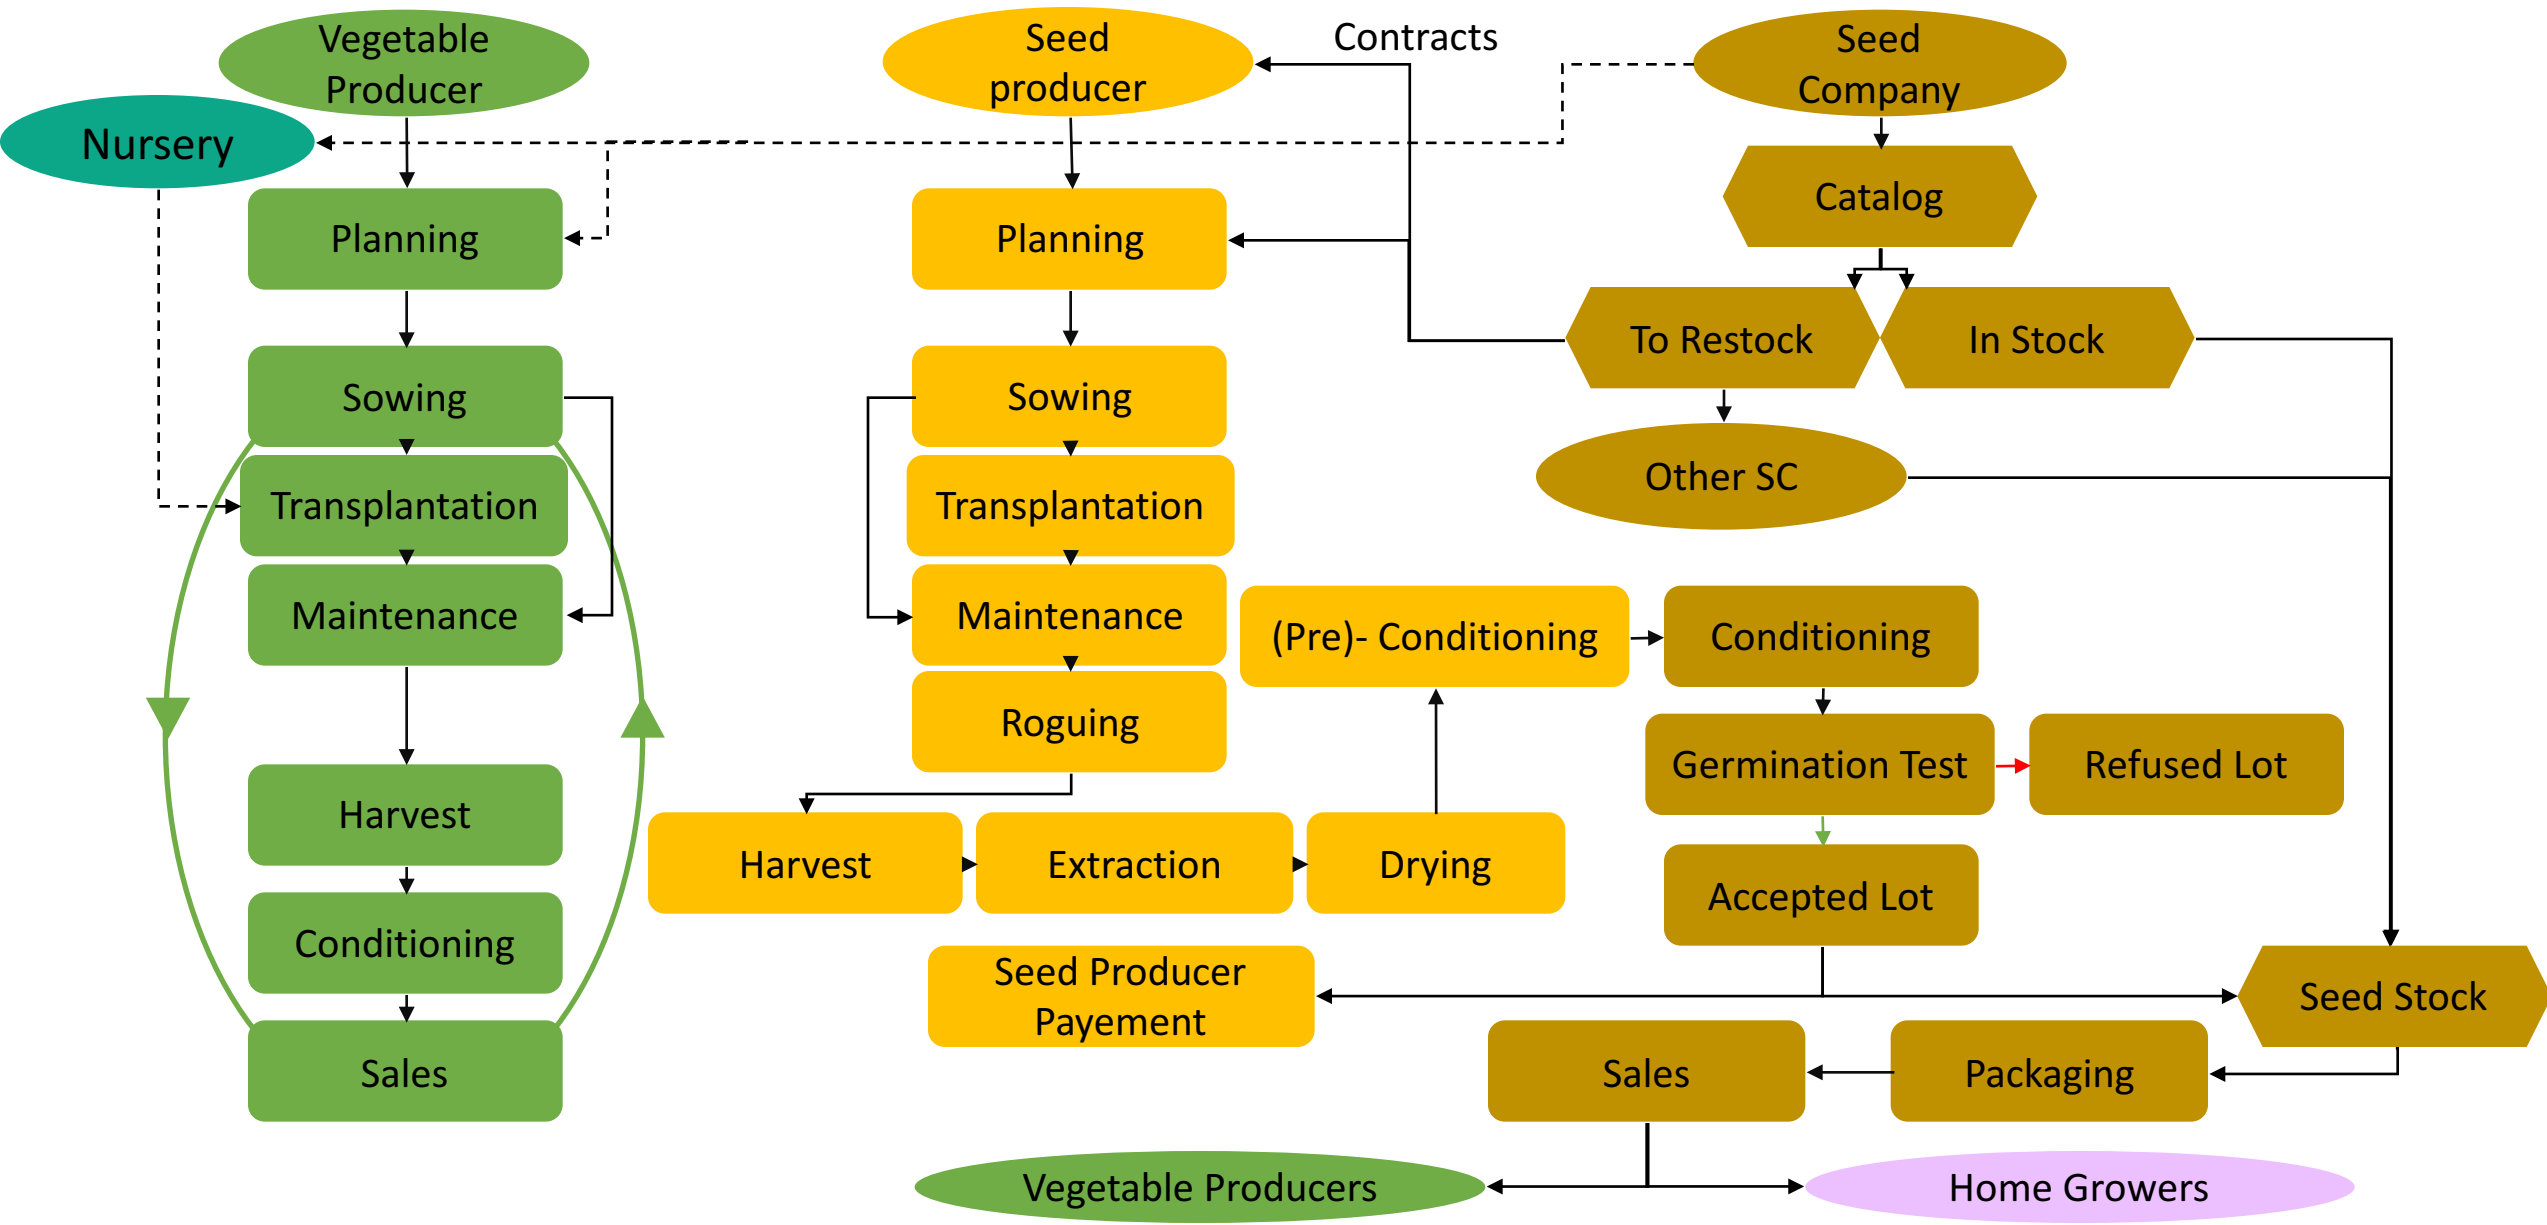 Vegetable
Producer
Nursery
Planning
Sowing
Transplantation
Maintenance
Harvest
Conditioning
Sales
Seed
producer
Contracts
Planning
Sowing
Transplantation
Maintenance
Roguing
Harvest
Extraction
Drying
(Pre)- Conditioning
Seed Producer
Payement
Seed
Company
Catalog
To Restock
In Stock
Other SC
Conditioning
Germination Test
Refused Lot
Accepted Lot
Seed Stock
Packaging
Sales
Vegetable Producers
Home Growers